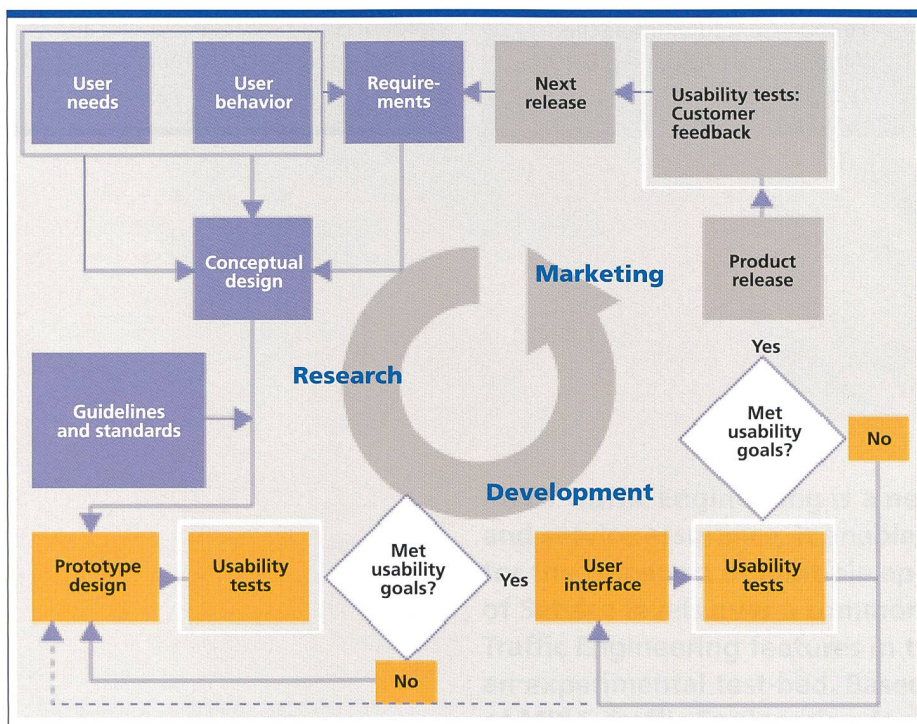 User
needs
User
behavior
Require-
ments
Next
release
Usability tests:
Customer
feedback
Conceptual
design
Marketing
Product
release
Research
Guidelines
and standards
Yes
Met
usability
goals?
No
Development
Prototype
design
Usability
tests
Met
usability
goals?
Yes
User
interface
Usability
tests
No